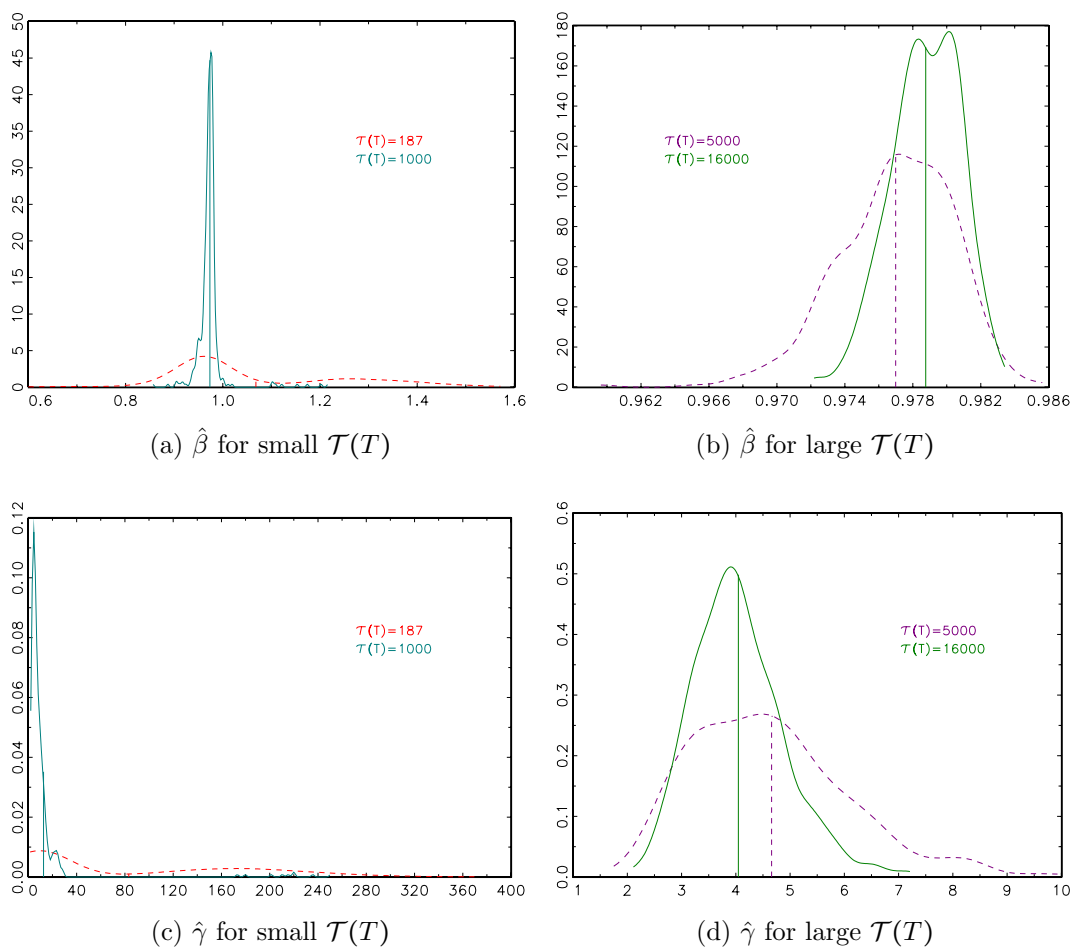 50
45
40
35
30
25
20
15
10
5
0
𝒯(T)=187
𝒯(T)=1000
0.6 0.8 1.0 1.2 1.4 1.6
(a) β̂ for small 𝒯(T)
180
160
140
120
100
80
60
40
20
0
𝒯(T)=5000
𝒯(T)=16000
0.962 0.966 0.970 0.974 0.978 0.982 0.986
(b) β̂ for large 𝒯(T)
0.12
0.10
0.08
0.06
0.04
0.02
0.00
𝒯(T)=187
𝒯(T)=1000
0 40 80 120 160 200 240 280 320 360 400
(c) γ̂ for small 𝒯(T)
0.6
0.5
0.4
0.3
0.2
0.1
0.0
𝒯(T)=5000
𝒯(T)=16000
1 2 3 4 5 6 7 8 9 10
(d) γ̂ for large 𝒯(T)